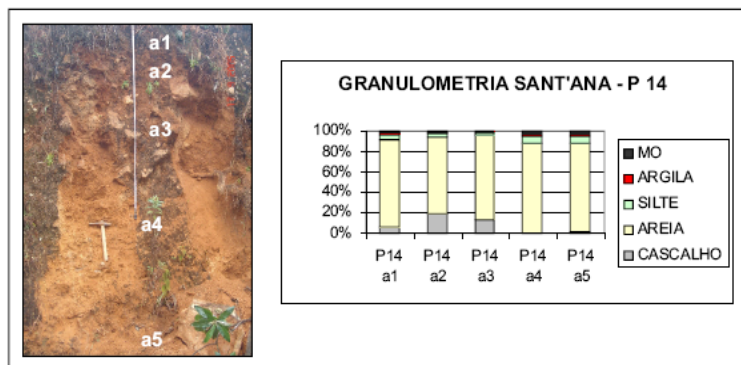 a1
a2
a3
a4
a5
GRANULOMETRIA SANT'ANA - P 14
100%
80%
60%
40%
20%
0%
P14 P14 P14 P14 P14
a1 a2 a3 a4 a5
MO
ARGILA
SILTE
AREIA
CASCALHO